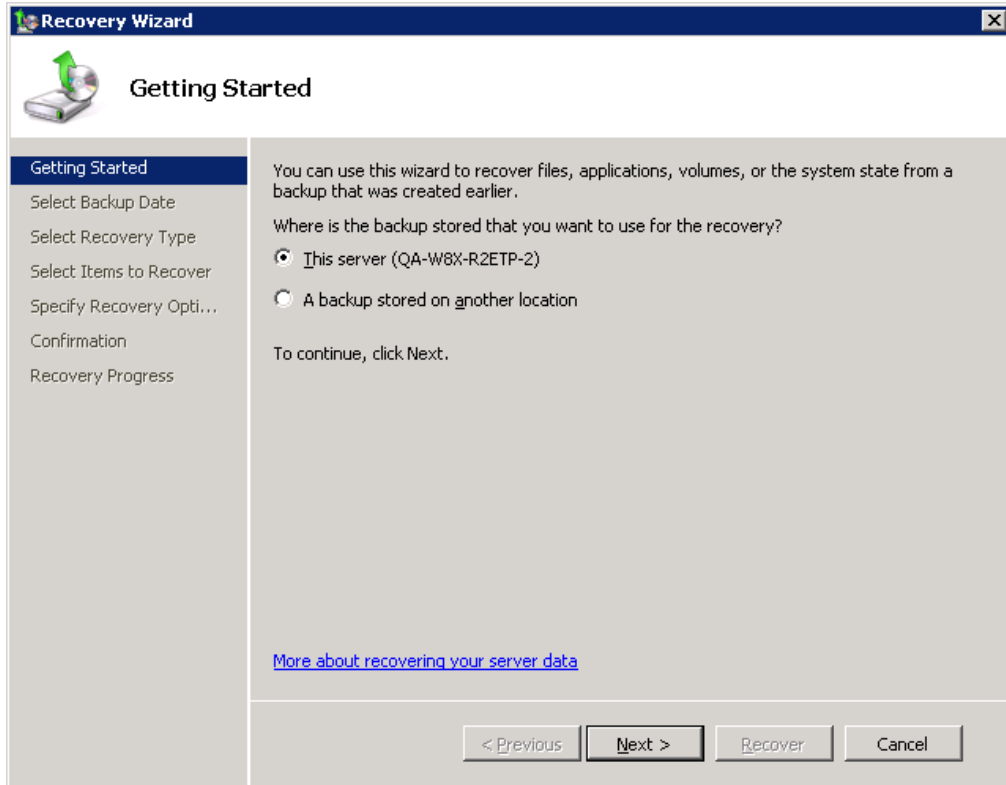 Recovery Wizard
Getting Started
Getting Started
Select Backup Date
Select Recovery Type
Select Items to Recover
Specify Recovery Opti...
Confirmation
Recovery Progress
You can use this wizard to recover files, applications, volumes, or the system state from a
backup that was created earlier.
Where is the backup stored that you want to use for the recovery?
This server (QA-W8X-R2ETP-2)
A backup stored on another location
To continue, click Next.
More about recovering your server data
< Previous
Next >
Recover
Cancel